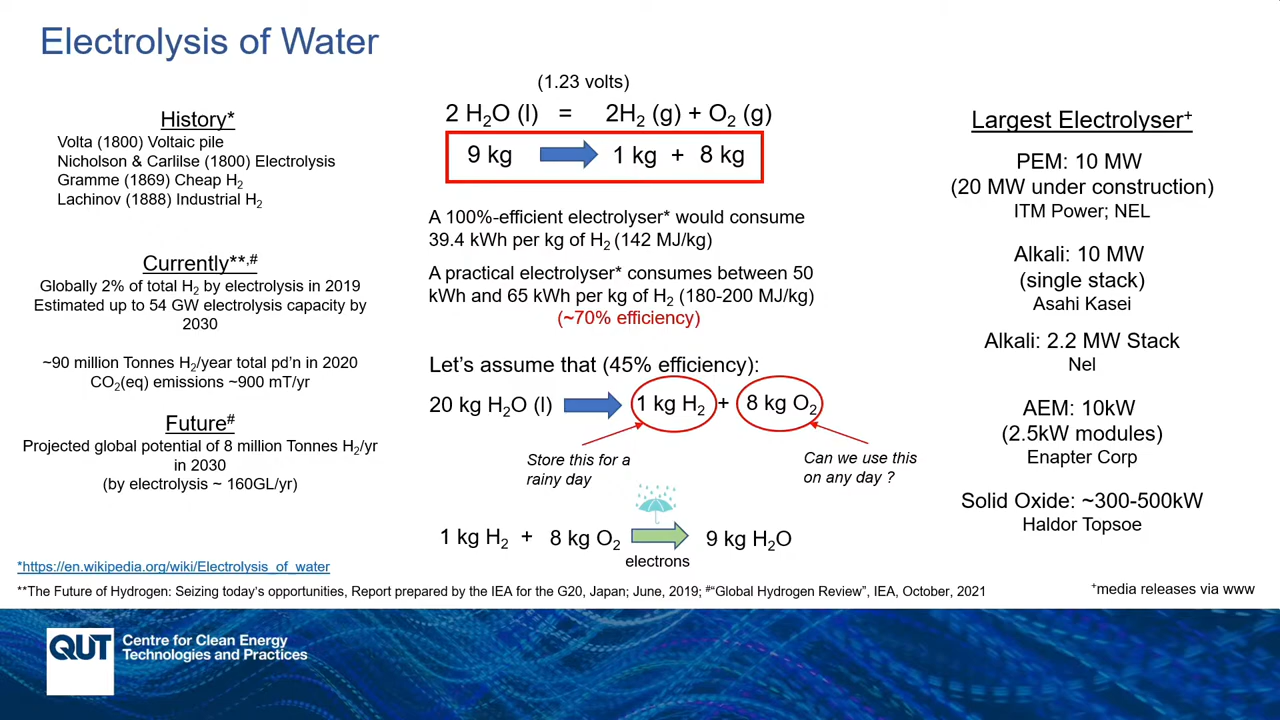 Electrolysis of Water
History*
Volta (1800) Voltaic pile
Nicholson & Carlilse (1800) Electrolysis
Gramme (1869) Cheap H₂
Lachinov (1888) Industrial H₂
Currently**,#
Globally 2% of total H₂ by electrolysis in 2019
Estimated up to 54 GW electrolysis capacity by
2030
~90 million Tonnes H₂/year total pd'n in 2020
CO₂(eq) emissions ~900 mT/yr
Future#
Projected global potential of 8 million Tonnes H₂/yr
in 2030
(by electrolysis ~ 160GL/yr)
(1.23 volts)
2 H₂O (l) = 2H₂ (g) + O₂ (g)
9 kg 1 kg + 8 kg
A 100%-efficient electrolyser* would consume
39.4 kWh per kg of H₂ (142 MJ/kg)
A practical electrolyser* consumes between 50
kWh and 65 kWh per kg of H₂ (180-200 MJ/kg)
(~70% efficiency)
Let's assume that (45% efficiency):
20 kg H₂O (l) 1 kg H₂ + 8 kg O₂
Store this for a
rainy day
Can we use this
on any day ?
1 kg H₂ + 8 kg O₂ 9 kg H₂O
electrons
Largest Electrolyser+
PEM: 10 MW
(20 MW under construction)
ITM Power; NEL
Alkali: 10 MW
(single stack)
Asahi Kasei
Alkali: 2.2 MW Stack
Nel
AEM: 10kW
(2.5kW modules)
Enapter Corp
Solid Oxide: ~300-500kW
Haldor Topsoe
*https://en.wikipedia.org/wiki/Electrolysis_of_water
**The Future of Hydrogen: Seizing today's opportunities, Report prepared by the IEA for the G20, Japan; June, 2019; #"Global Hydrogen Review", IEA, October, 2021
+media releases via www
QUT
Centre for Clean Energy
Technologies and Practices